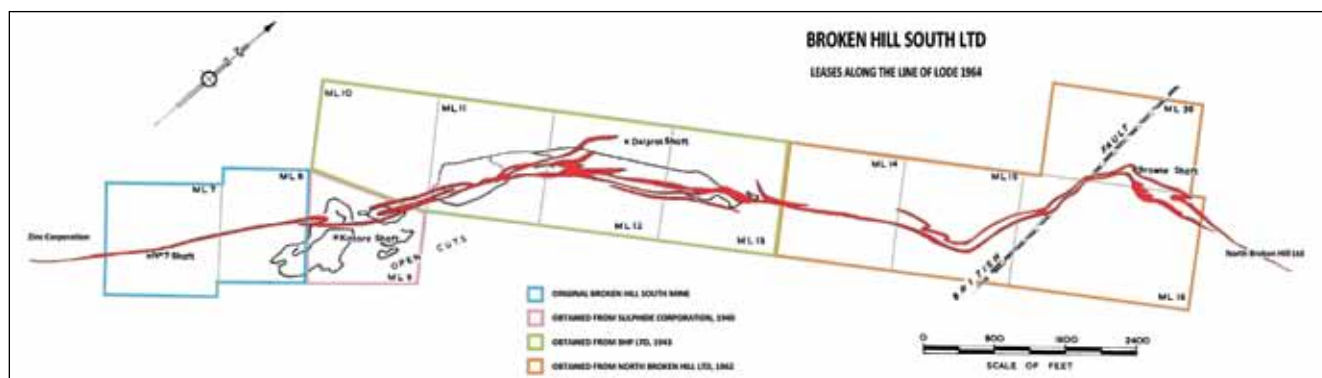 BROKEN HILL SOUTH LTD
LEASES ALONG THE LINE OF LODE 1964
ML 10
ML 11
ML 36
FAULT
Delprat Shaft
ML 14
ML 15
Browne Shaft
ML 7
ML 8
Zinc Corporation
Nº7 Shaft
Kintore Shaft
OPEN CUTS
ML 9
ML 12
ML 13
BRITISH
North Broken Hill Ltd
ML 16
ORIGINAL BROKEN HILL SOUTH MINE
OBTAINED FROM SULPHIDE CORPORATION, 1940
OBTAINED FROM BHP LTD, 1943
OBTAINED FROM NORTH BROKEN HILL LTD, 1962
0 800 1600 2400
SCALE OF FEET